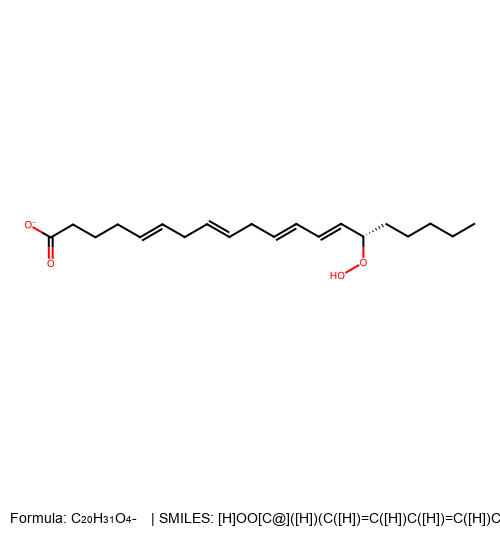 O-
O
O
HO
Formula: C₂₀H₃₁O₄- | SMILES: [H]OO[C@]([H])(C([H])=C([H])C([H])=C([H])C